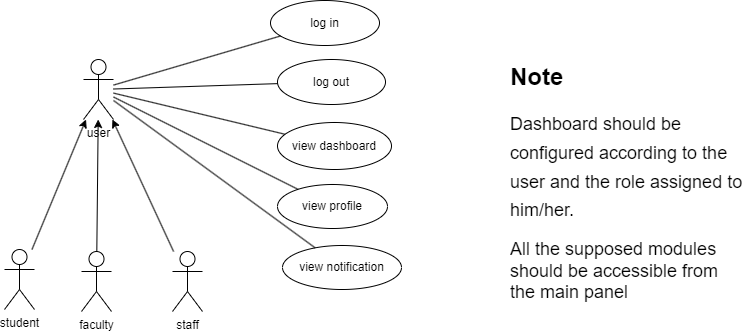 log in
log out
user
view dashboard
view profile
view notification
student
faculty
staff
Note
Dashboard should be
configured according to the
user and the role assigned to
him/her.
All the supposed modules
should be accessible from
the main panel